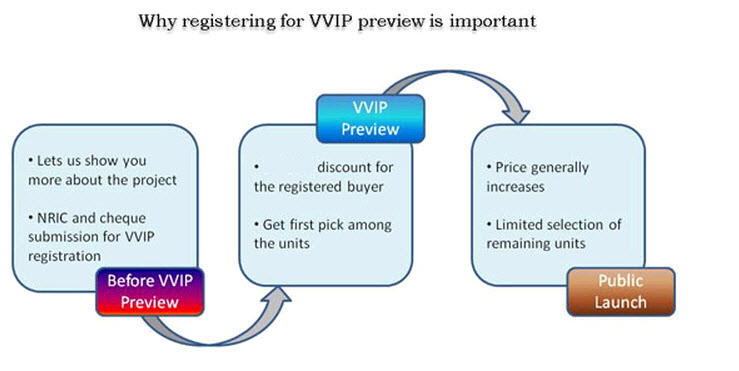 Why registering for VVIP preview is important
• Lets us show you
more about the project
• NRIC and cheque
submission for VVIP
registration
Before VVIP
Preview
VVIP
Preview
• discount for
the registered buyer
• Get first pick among
the units
• Price generally
increases
• Limited selection of
remaining units
Public
Launch